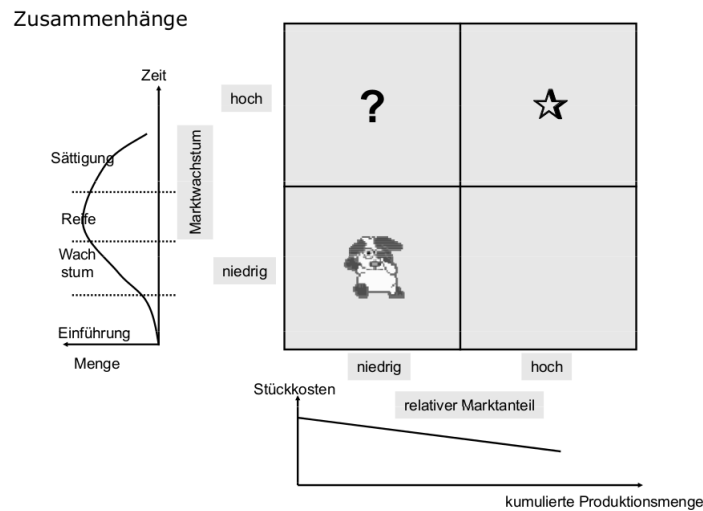 Zusammenhänge
Zeit
Sättigung
Reife
Wach
stum
Einführung
Menge
Marktwachstum
hoch
niedrig
?
niedrig
hoch
relativer Marktanteil
Stückkosten
kumulierte Produktionsmenge